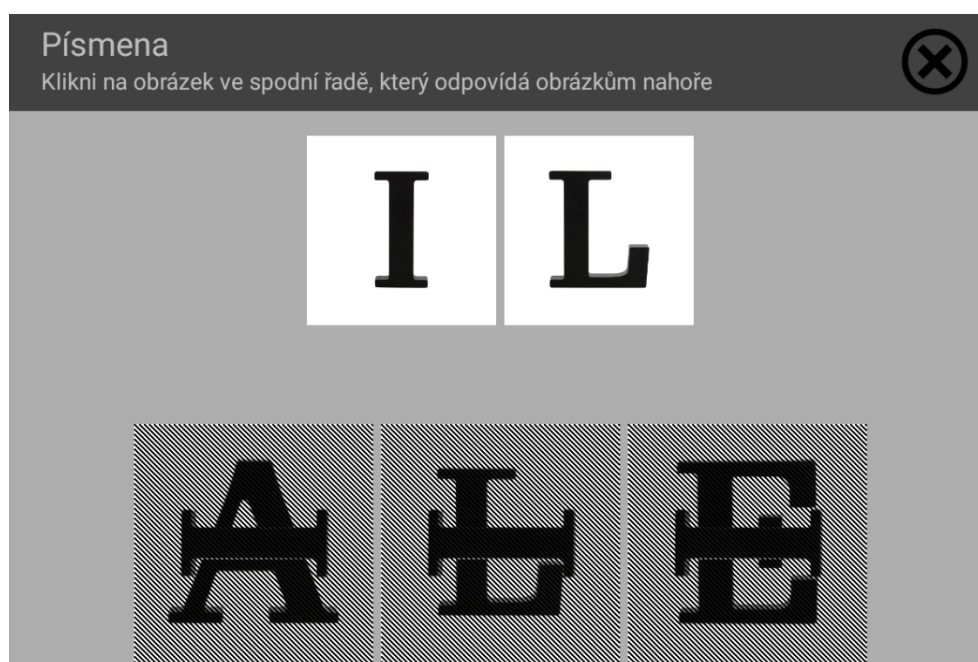 Písmena
Klikni na obrázek ve spodní řadě, který odpovídá obrázkům nahoře
I L
A I L I E I